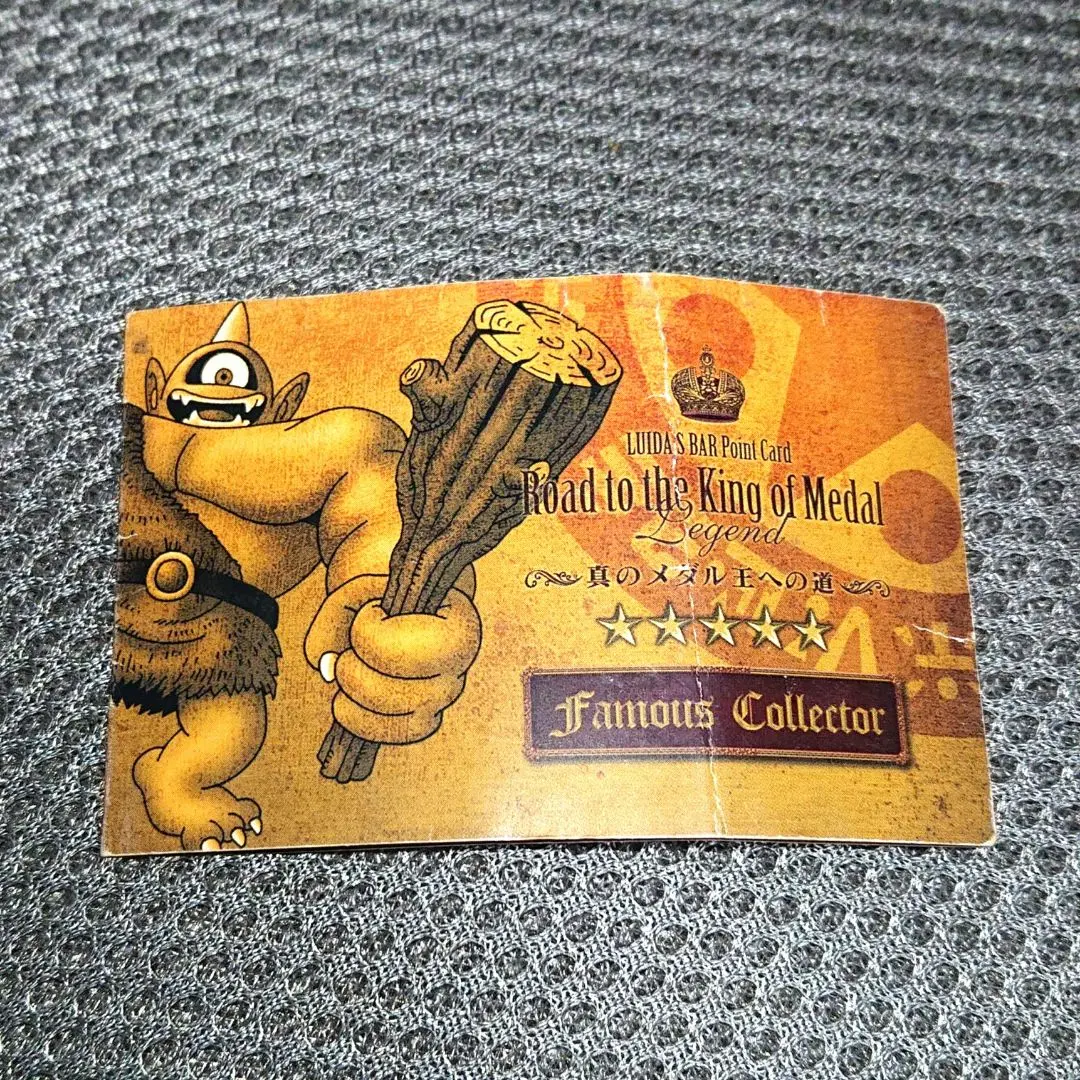 LUIDA'S BAR Point Card
Road to the King of Medal
Legend
真のメダル王への道
Famous Collector